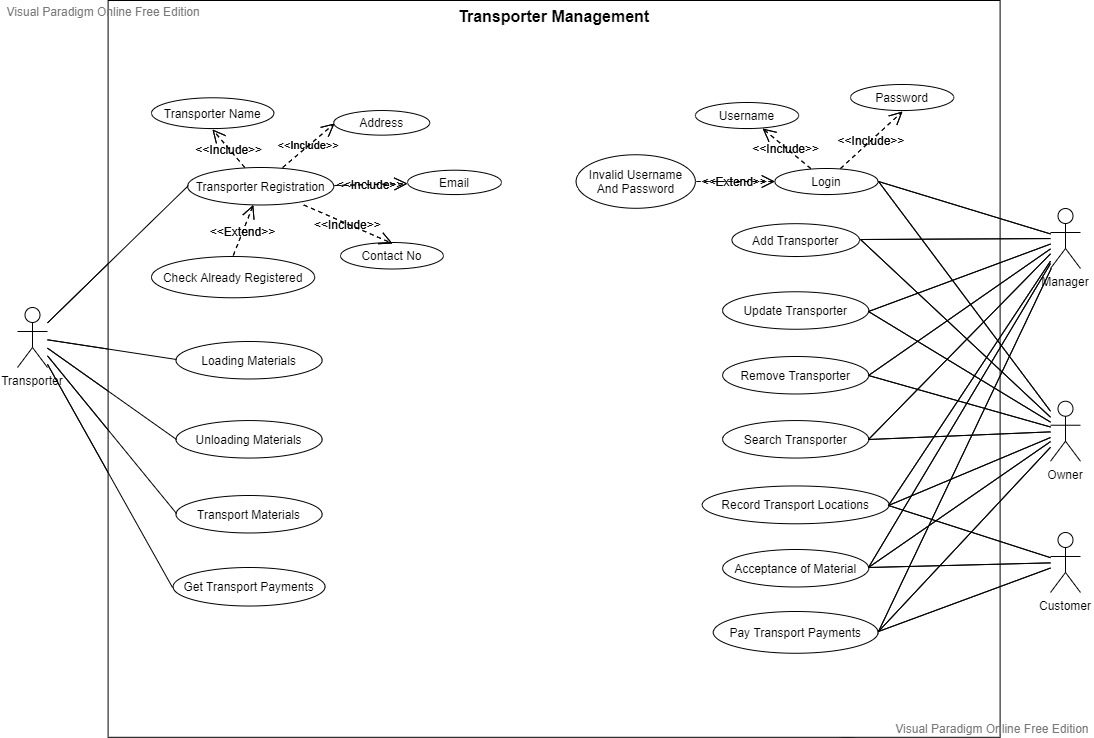 Visual Paradigm Online Free Edition
Transporter Management
Transporter Name
Address
<<Include>>
<<Include>>
Transporter Registration
<<Include>>
Email
<<Extend>>
<<Include>>
Contact No
Check Already Registered
Password
Username
<<Include>>
<<Include>>
Invalid Username
And Password
<<Extend>>
Login
Add Transporter
Manager
Update Transporter
Transporter
Loading Materials
Remove Transporter
Unloading Materials
Search Transporter
Owner
Transport Materials
Record Transport Locations
Get Transport Payments
Acceptance of Material
Customer
Pay Transport Payments
Visual Paradigm Online Free Edition